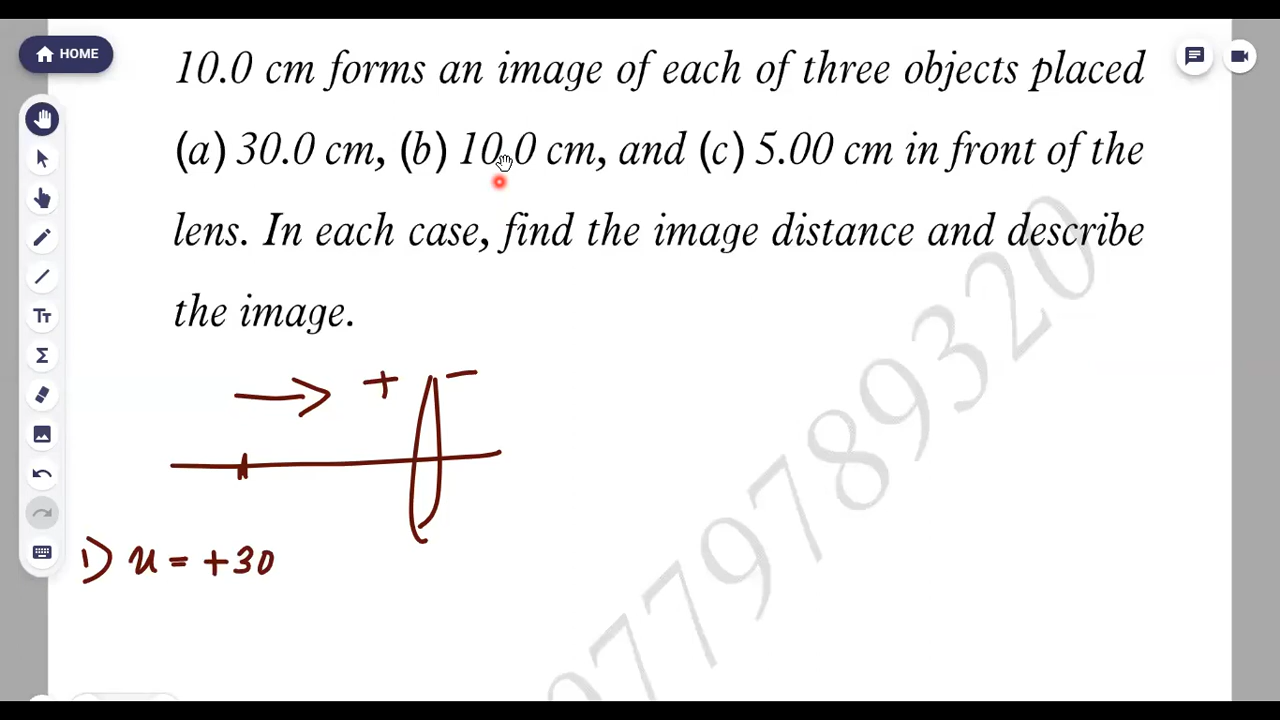 HOME
10.0 cm forms an image of each of three objects placed
(a) 30.0 cm, (b) 10.0 cm, and (c) 5.00 cm in front of the
lens. In each case, find the image distance and describe
the image.
+ −
1) u = +30
Tт
Σ
9779789320